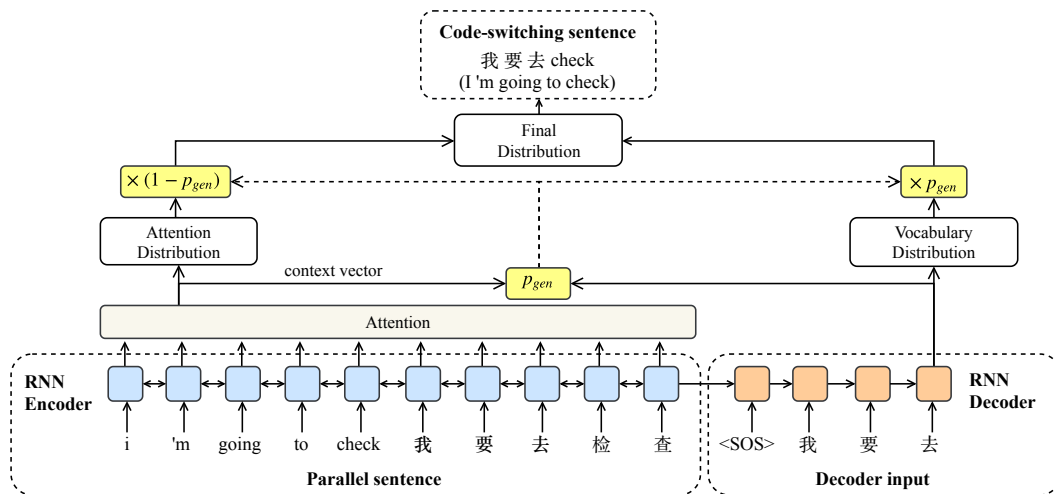 Code-switching sentence
我 要 去 check
(I 'm going to check)
Final
Distribution
× (1 − p_gen)
× p_gen
Attention
Distribution
Vocabulary
Distribution
context vector
p_gen
Attention
RNN
Encoder
RNN
Decoder
i 'm going to check 我 要 去 检 查
<SOS> 我 要 去
Parallel sentence
Decoder input